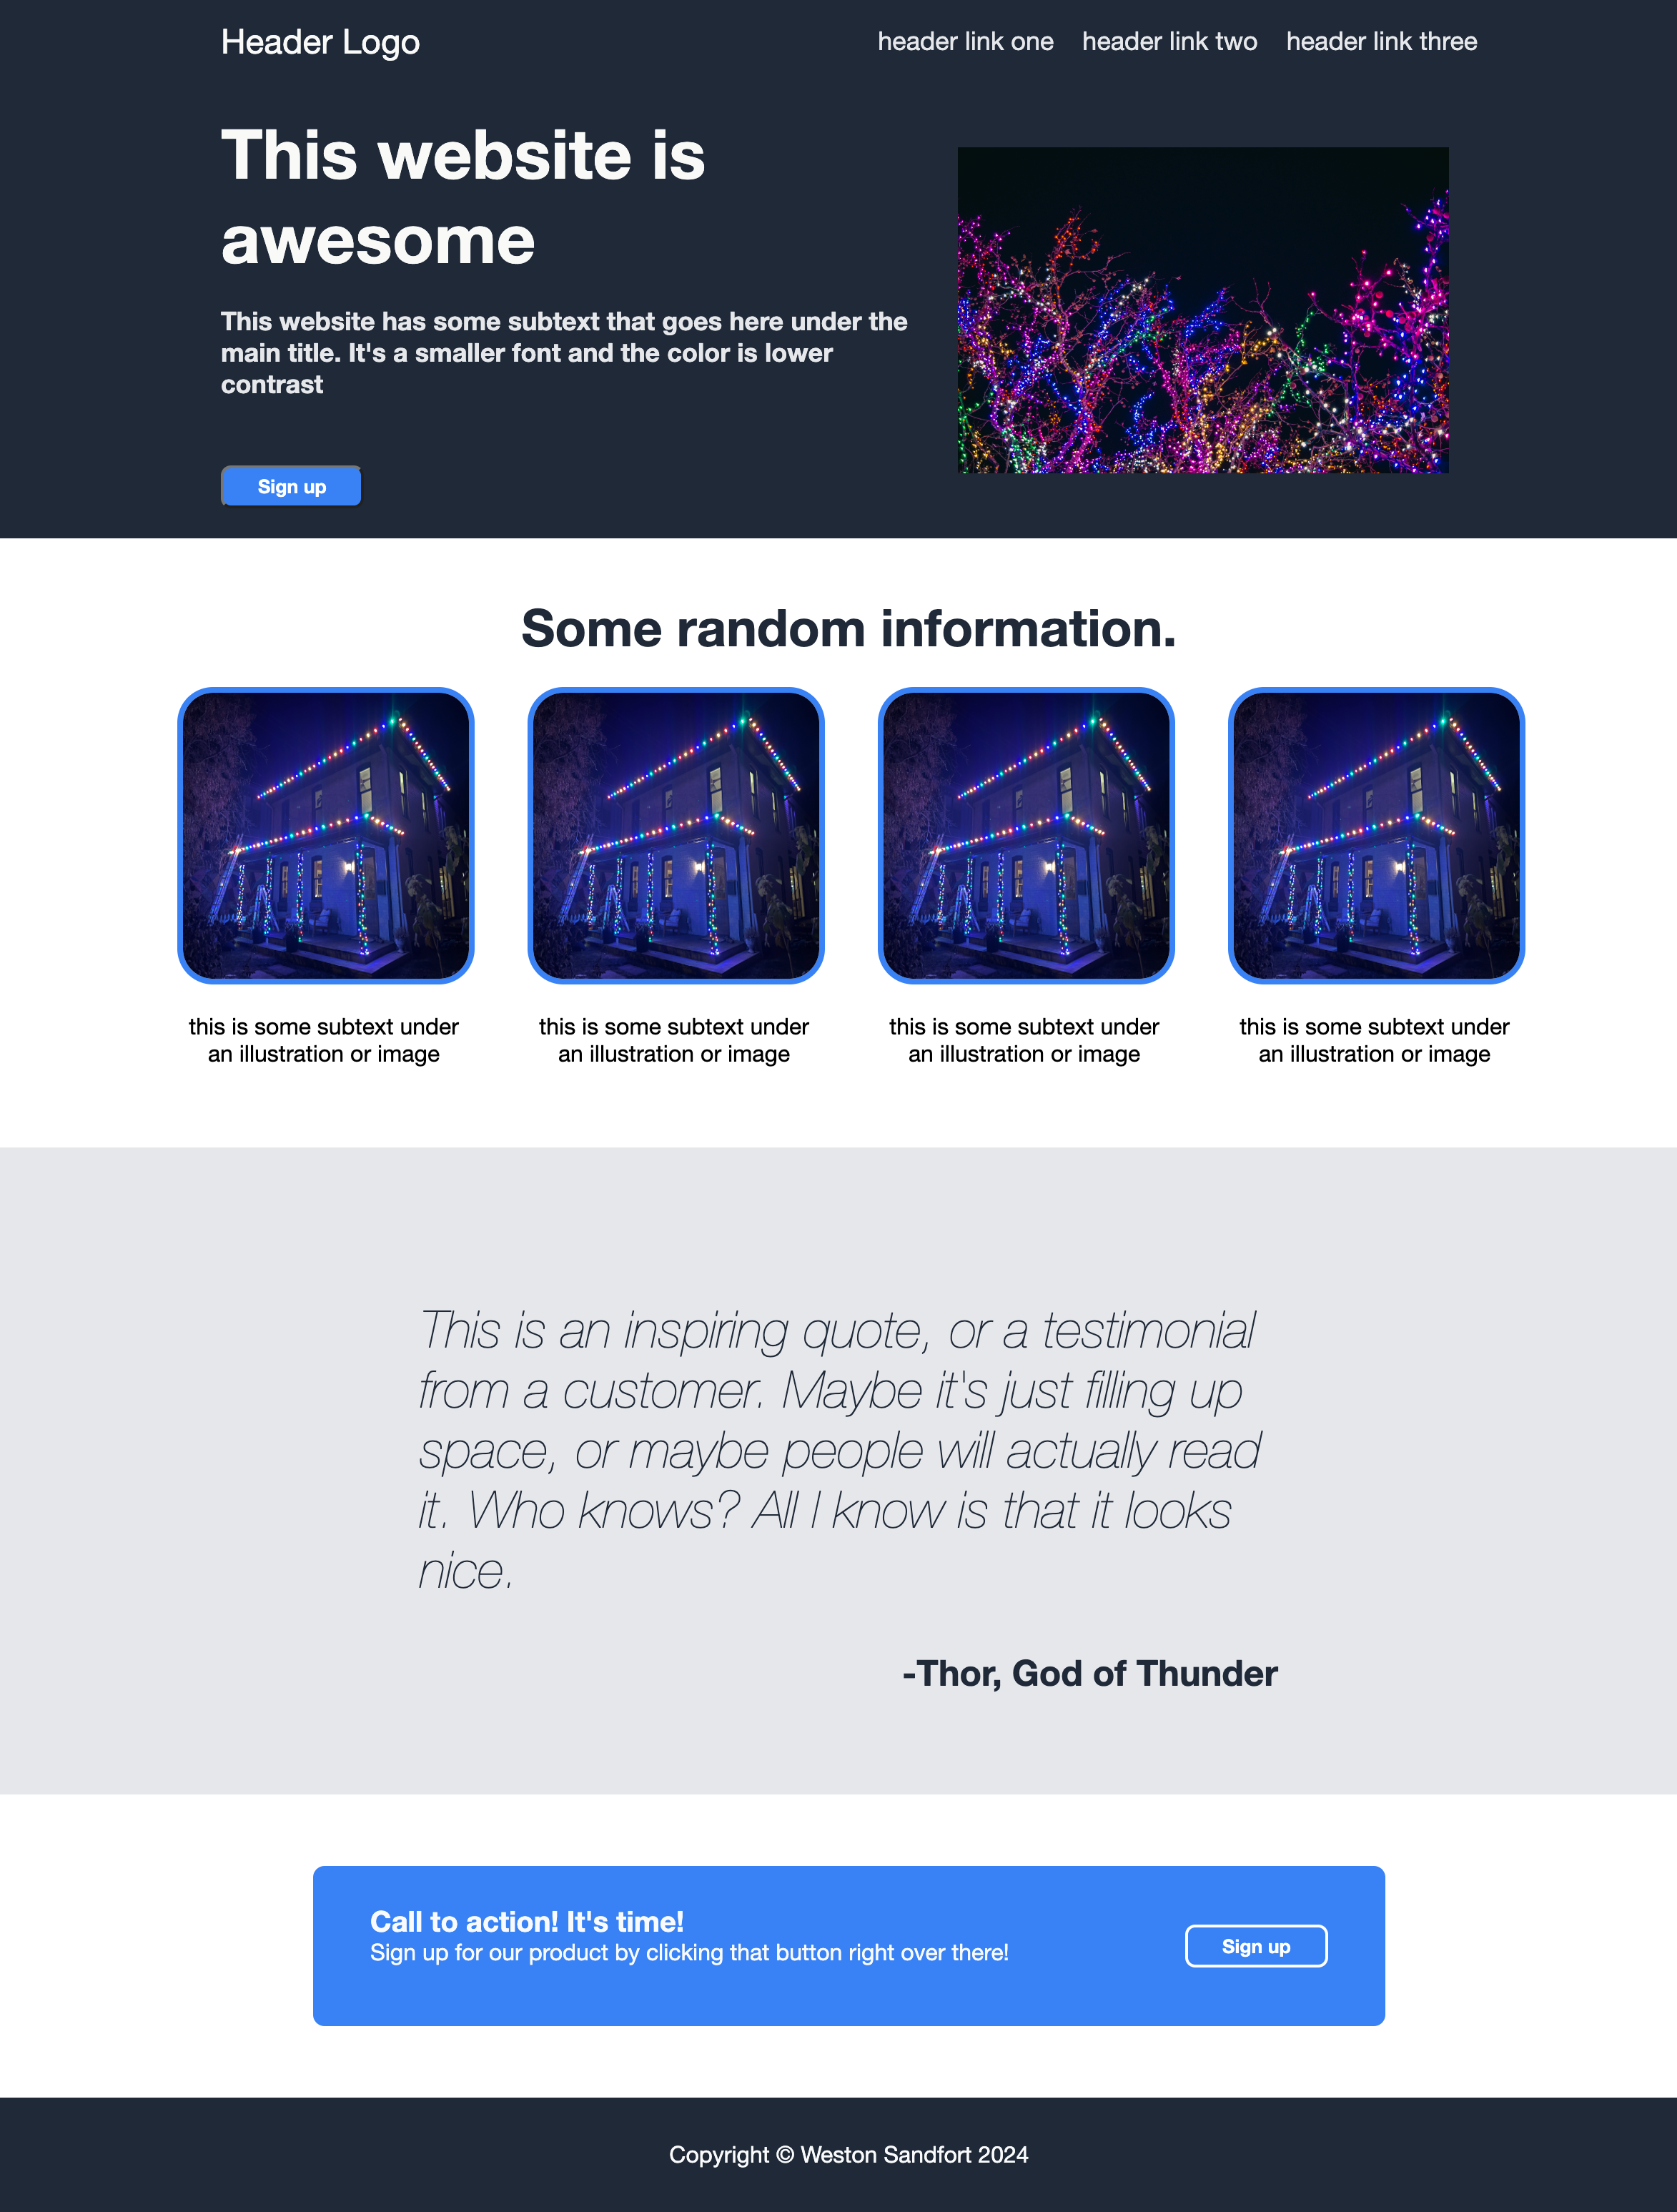 Header Logo
header link one
header link two
header link three
This website is
awesome
This website has some subtext that goes here under the
main title. It's a smaller font and the color is lower
contrast
Sign up
Some random information.
this is some subtext under
an illustration or image
this is some subtext under
an illustration or image
this is some subtext under
an illustration or image
this is some subtext under
an illustration or image
This is an inspiring quote, or a testimonial
from a customer. Maybe it's just filling up
space, or maybe people will actually read
it. Who knows? All I know is that it looks
nice.
-Thor, God of Thunder
Call to action! It's time!
Sign up for our product by clicking that button right over there!
Sign up
Copyright © Weston Sandfort 2024